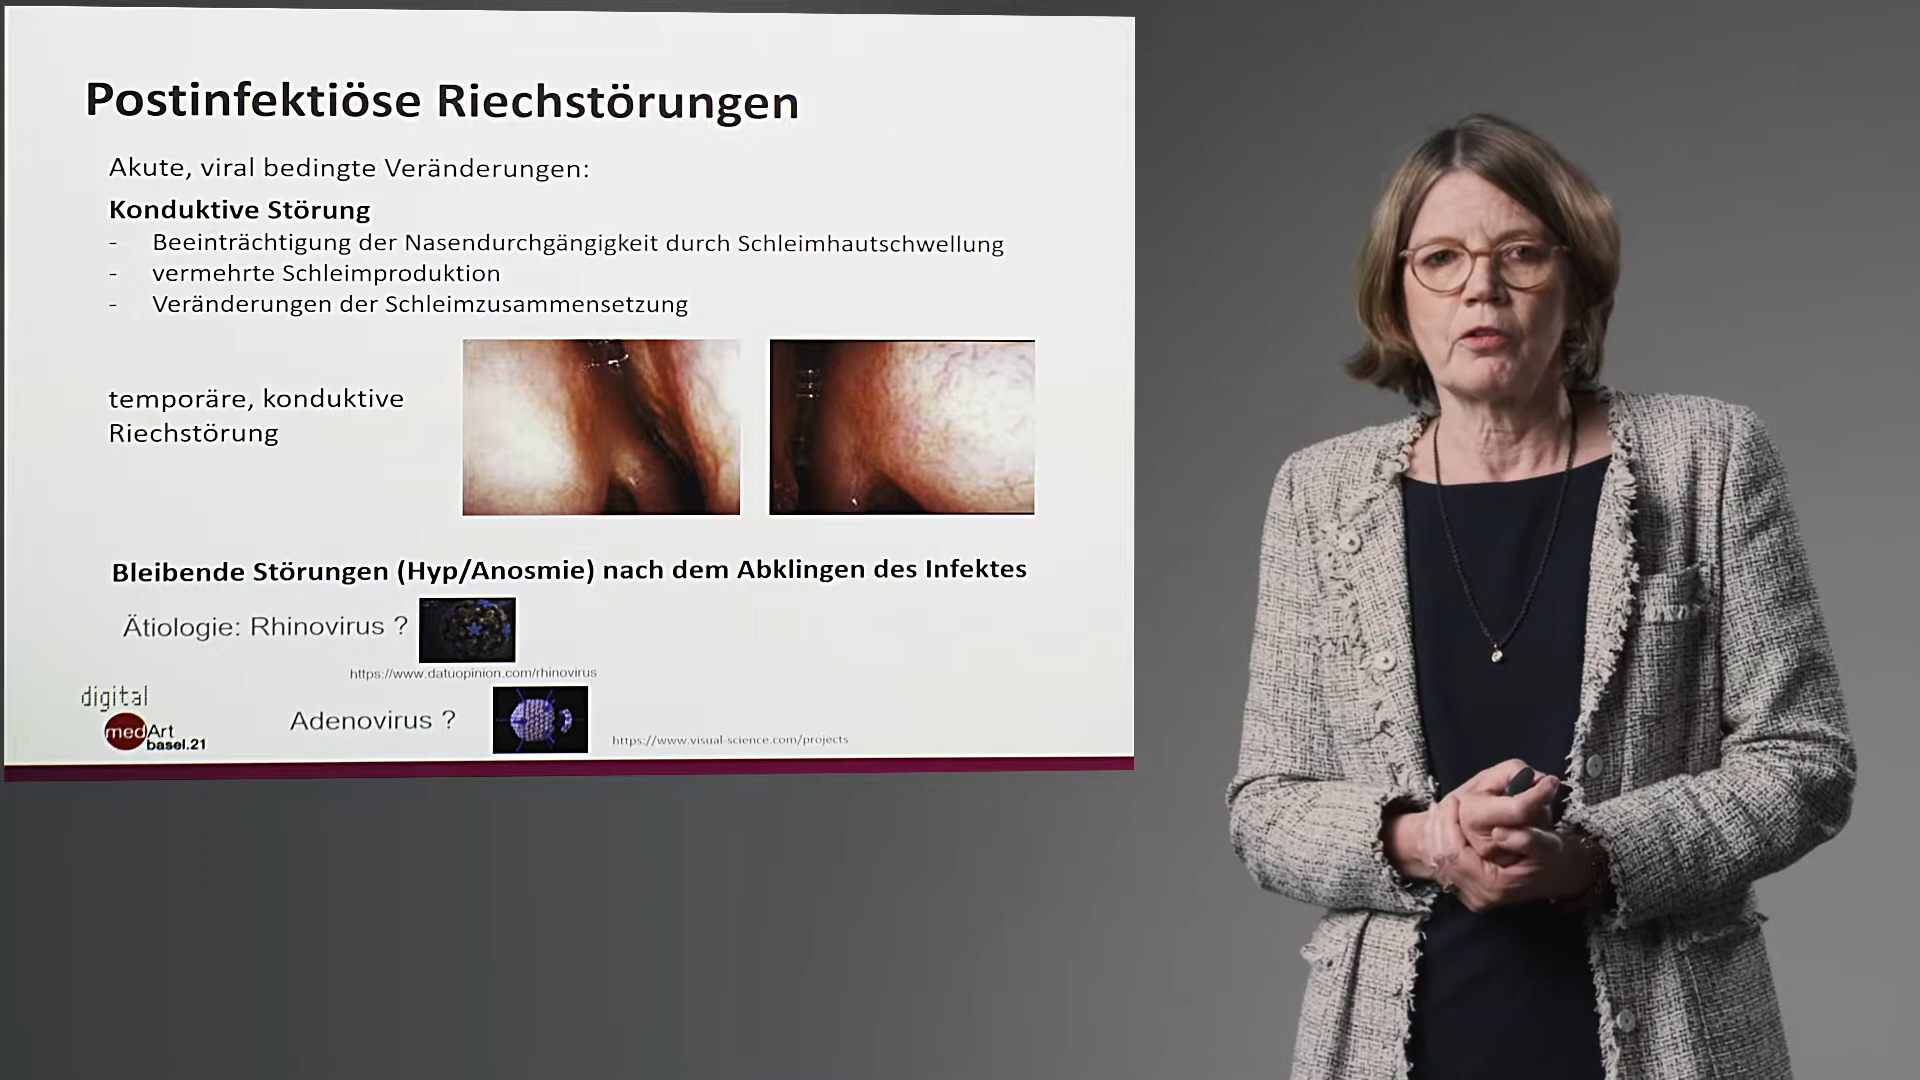 Postinfektiöse Riechstörungen
Akute, viral bedingte Veränderungen:
Konduktive Störung
- Beeinträchtigung der Nasendurchgängigkeit durch Schleimhautschwellung
- vermehrte Schleimproduktion
- Veränderungen der Schleimzusammensetzung
temporäre, konduktive
Riechstörung
Bleibende Störungen (Hyp/Anosmie) nach dem Abklingen des Infektes
Ätiologie: Rhinovirus ?
https://www.datuopinion.com/rhinovirus
digital
medArt
basel.21
Adenovirus ?
https://www.visual-science.com/projects